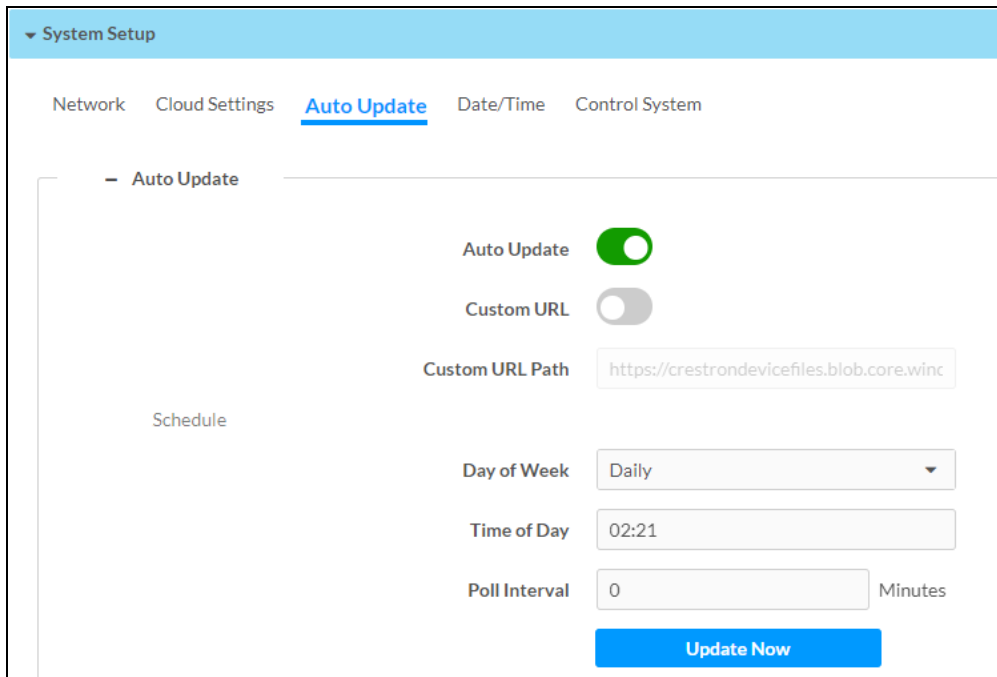 System Setup
Network Cloud Settings Auto Update Date/Time Control System
Auto Update
Auto Update
Custom URL
Custom URL Path https://crestrondevicefiles.blob.core.winc
Schedule
Day of Week Daily
Time of Day 02:21
Poll Interval 0 Minutes
Update Now